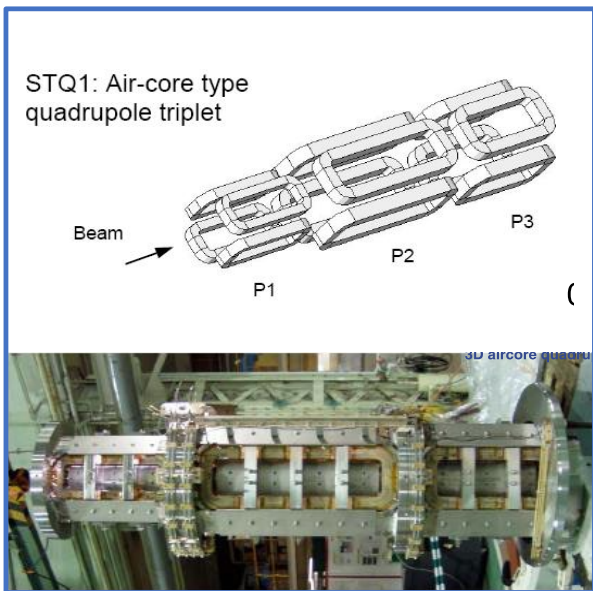 STQ1: Air-core type
quadrupole triplet
Beam
P3
P2
P1
(
3D aircore quadru